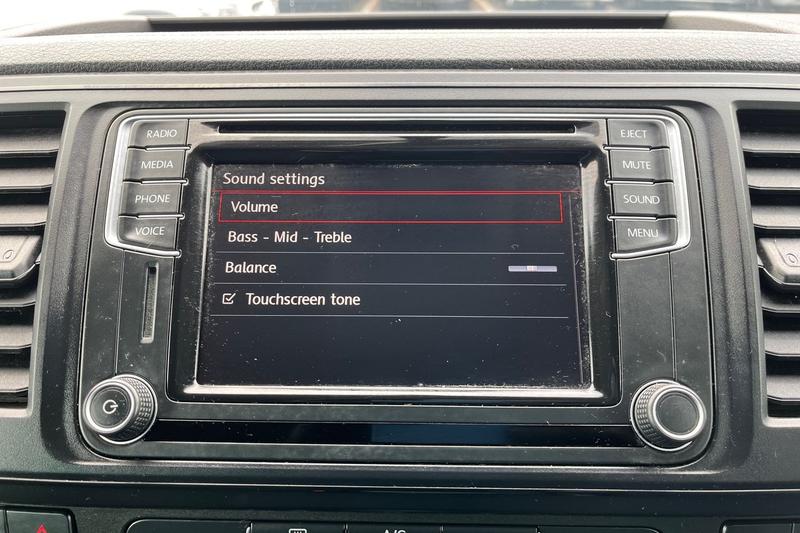 RADIO
MEDIA
PHONE
VOICE
EJECT
MUTE
SOUND
MENU
Sound settings
Volume
Bass - Mid - Treble
Balance
Touchscreen tone
A/C